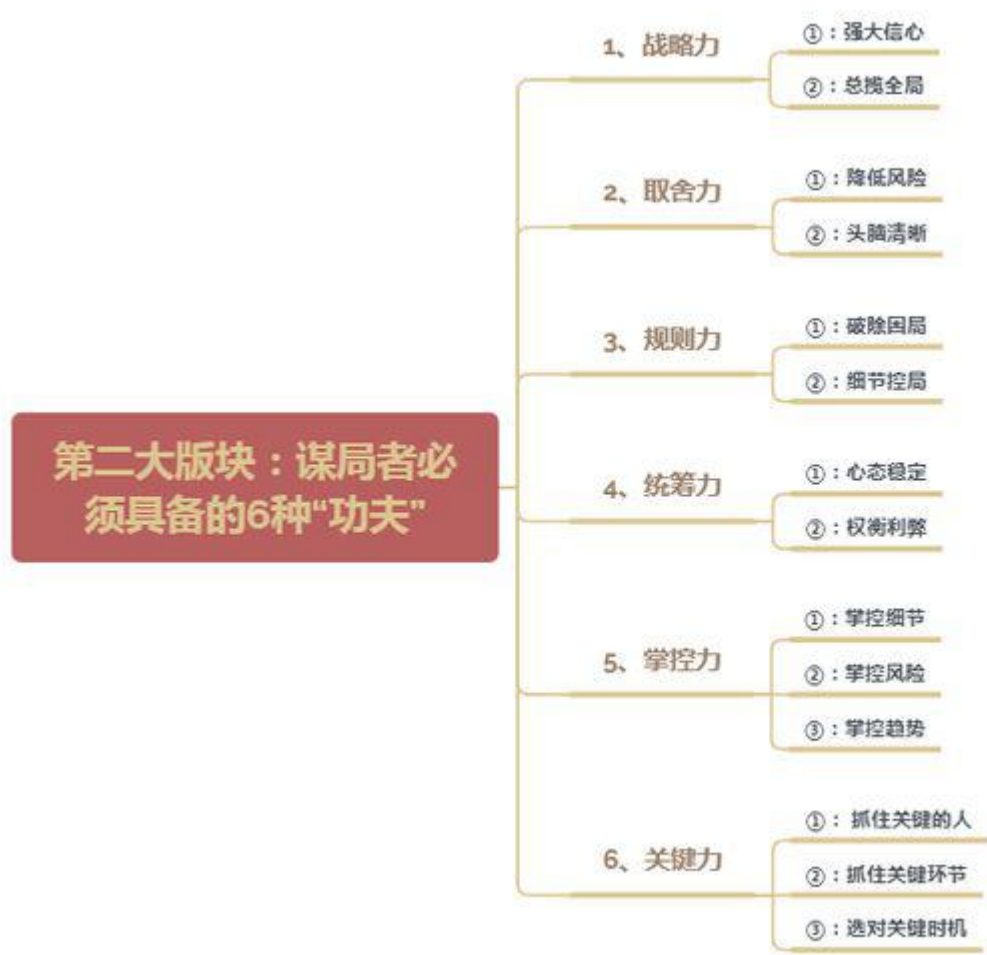 第二大版块：谋局者必
须具备的6种“功夫”
1、战略力
①：强大信心
②：总揽全局
2、取舍力
①：降低风险
②：头脑清晰
3、规则力
①：破除困局
②：细节控局
4、统筹力
①：心态稳定
②：权衡利弊
5、掌控力
①：掌控细节
②：掌控风险
③：掌控趋势
6、关键力
①： 抓住关键的人
②：抓住关键环节
③：选对关键时机